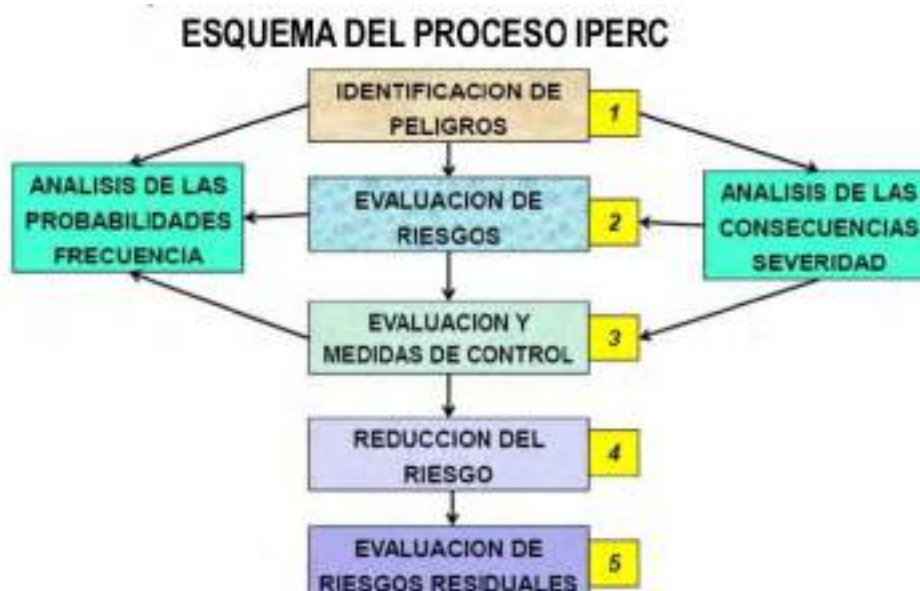 ESQUEMA DEL PROCESO IPERC
IDENTIFICACION DE
PELIGROS
1
ANALISIS DE LAS
PROBABILIDADES
FRECUENCIA
EVALUACION DE
RIESGOS
2
ANALISIS DE LAS
CONSECUENCIAS
SEVERIDAD
EVALUACION Y
MEDIDAS DE CONTROL
3
REDUCCION DEL
RIESGO
4
EVALUACION DE
RIESGOS RESIDUALES
5